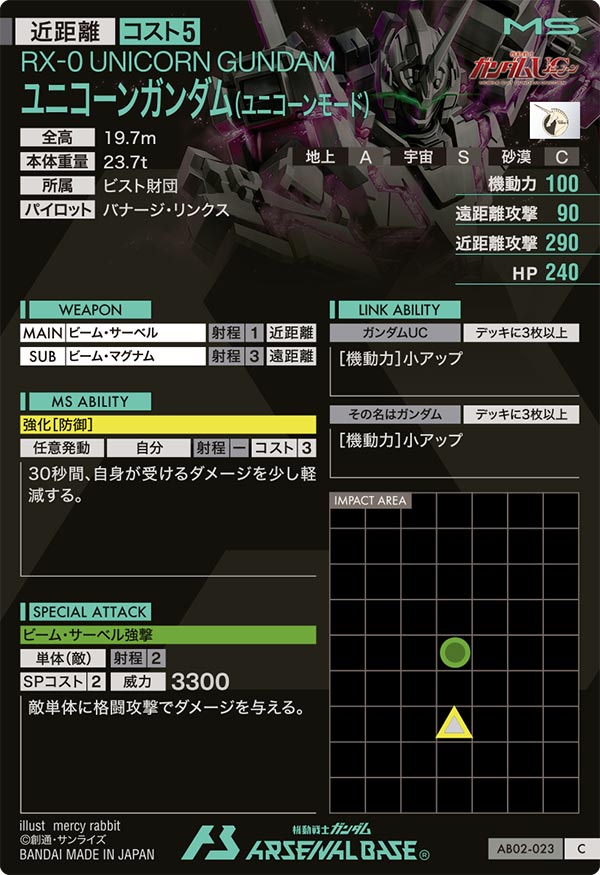 近距離 コスト5
MS
RX-0 UNICORN GUNDAM
機動戦士
ガンダムUC
ユニコーンガンダム(ユニコーンモード)
全高 19.7m
本体重量 23.7t
所属 ビスト財団
パイロット バナージ・リンクス
地上 A 宇宙 S 砂漠 C
機動力 100
遠距離攻撃 90
近距離攻撃 290
HP 240
WEAPON
MAIN ビーム・サーベル 射程 1 近距離
SUB ビーム・マグナム 射程 3 遠距離
MS ABILITY
強化[防御]
任意発動 自分 射程 ー コスト 3
30秒間、自身が受けるダメージを少し軽
減する。
SPECIAL ATTACK
ビーム・サーベル強撃
単体(敵) 射程 2
SPコスト 2 威力 3300
敵単体に格闘攻撃でダメージを与える。
LINK ABILITY
ガンダムUC デッキに3枚以上
[機動力]小アップ
その名はガンダム デッキに3枚以上
[機動力]小アップ
IMPACT AREA
illust mercy rabbit
©創通・サンライズ
BANDAI MADE IN JAPAN
機動戦士ガンダム
AB ARSENAL BASE®
AB02-023 C